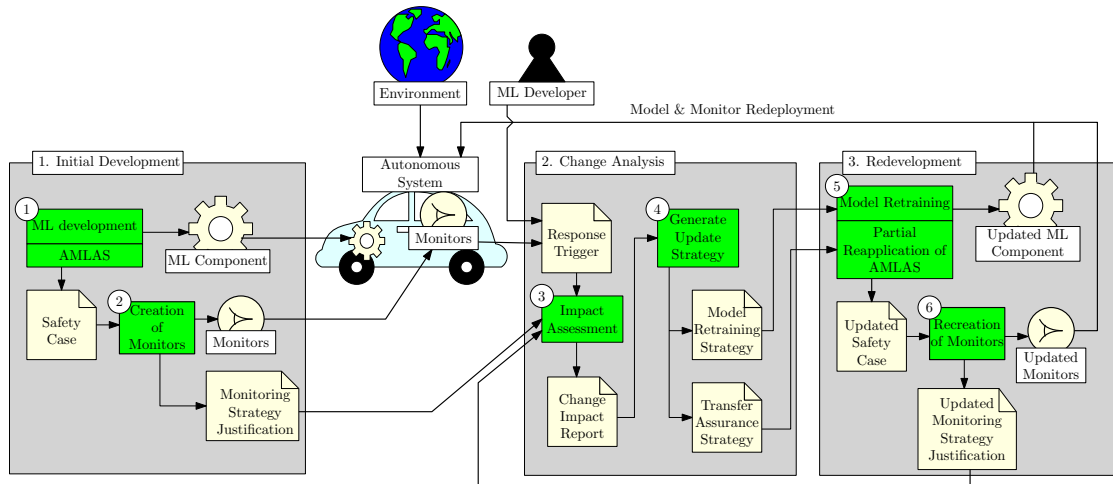 Environment
ML Developer
Model & Monitor Redeployment
1. Initial Development
Autonomous
System
2. Change Analysis
3. Redevelopment
1
ML development
AMLAS
ML Component
Monitors
Safety
Case
2
Creation
of
Monitors
Monitors
Monitoring
Strategy
Justification
Response
Trigger
3
Impact
Assessment
Change
Impact
Report
4
Generate
Update
Strategy
Model
Retraining
Strategy
Transfer
Assurance
Strategy
5
Model Retraining
Partial
Reapplication of
AMLAS
Updated ML
Component
Updated
Safety
Case
6
Recreation
of Monitors
Updated
Monitors
Updated
Monitoring
Strategy
Justification